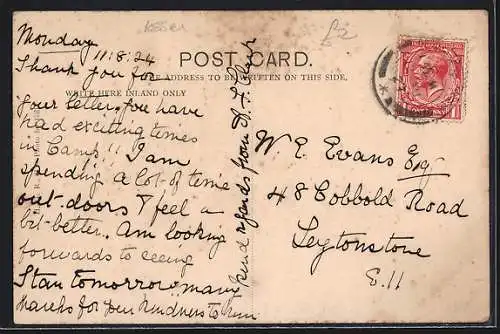 Essex
£2
POST CARD.
THE ADDRESS TO BE WRITTEN ON THIS SIDE.
WRITE HERE INLAND ONLY
Monday
11.8.24
Thank you for
your letter, you have
had exciting times
in Camp!! I am
spending a lot of time
out-doors & feel a
bit better. Am looking
forwards to seeing
Stan tomorrow, many
thanks for your kindness to him
kind regards from
W. E. Evans Esq
48 Cobbold Road
Leytonstone
E. 11